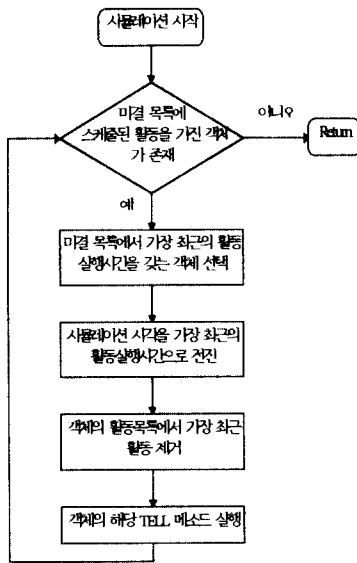 시뮬레이션 시작
미결 목록에
스케줄된 활동을 가진 객체
가 존재
아니오
Return
예
미결 목록에서 가장 최근의 활동
실행시간을 갖는 객체 선택
시뮬레이션 시각을 가장 최근의
활동실행시간으로 전진
객체의 활동목록에서 가장 최근
활동 제거
객체의 해당 TELL 메소드 실행